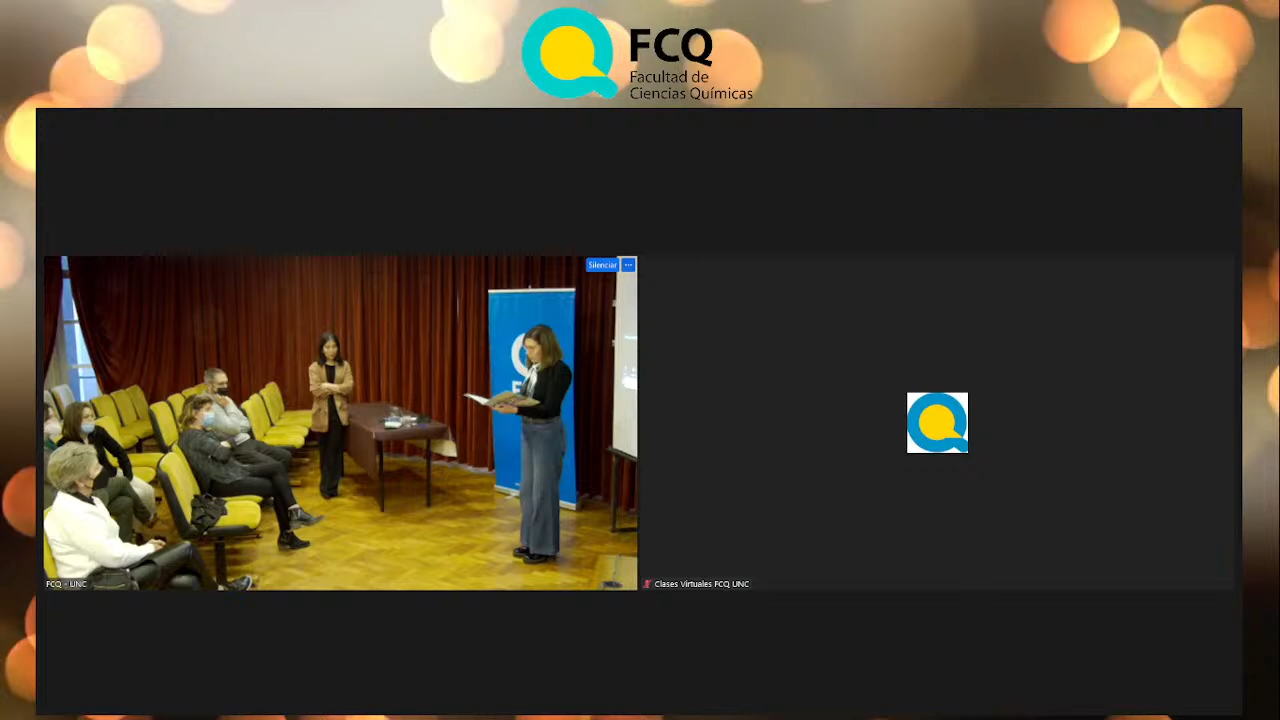 FCQ
Facultad de
Ciencias Químicas
Silenciar
FCQ - UNC
Clases Virtuales FCQ UNC